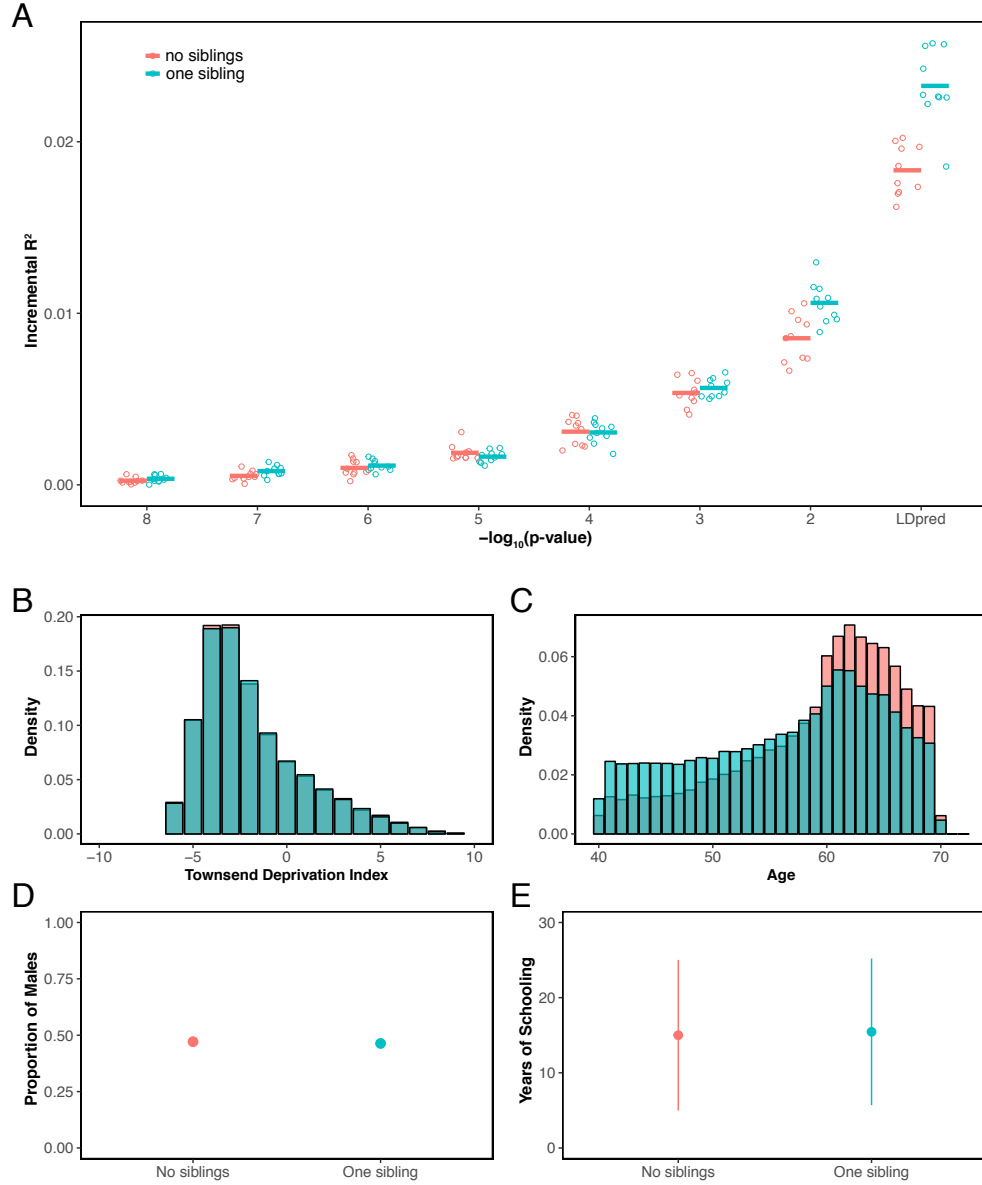 A
no siblings
one sibling
Incremental R²
0.02
0.01
0.00
8 7 6 5 4 3 2 LDpred
−log₁₀(p-value)
B
Density
0.20
0.15
0.10
0.05
0.00
−10 −5 0 5 10
Townsend Deprivation Index
C
Density
0.06
0.04
0.02
0.00
40 50 60 70
Age
D
Proportion of Males
1.00
0.75
0.50
0.25
0.00
No siblings One sibling
E
Years of Schooling
30
20
10
0
No siblings One sibling